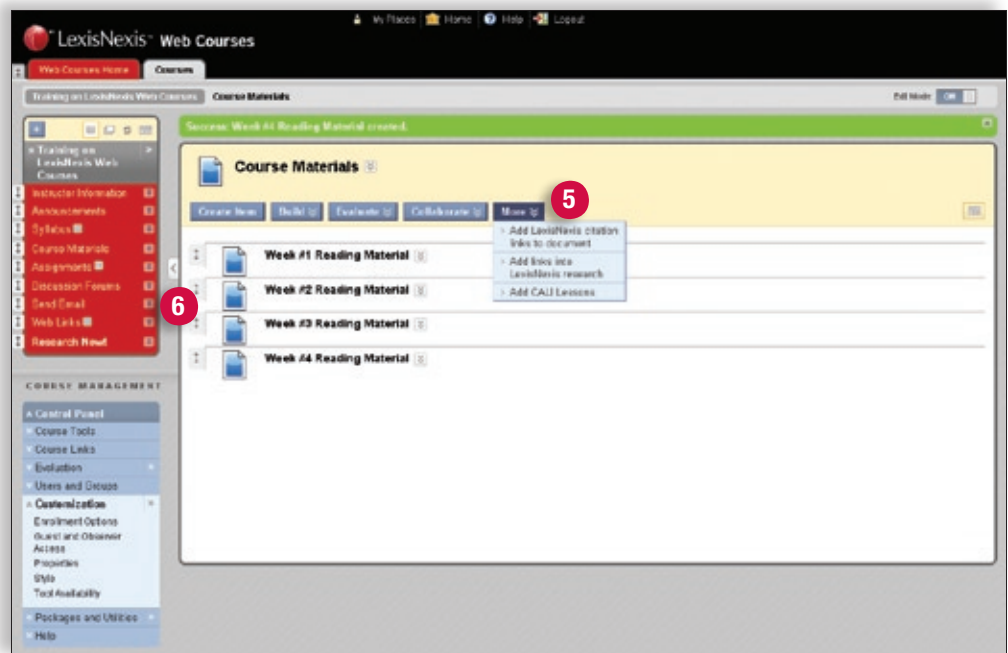 My Places Home Help Logout
LexisNexis™ Web Courses
Web Courses Home Courses
Training on LexisNexis Web Courses Course Materials Edit Mode: Off
Success: Week #4 Reading Material created.
Training on
LexisNexis Web
Courses
Instructor Information
Announcements
Syllabus
Course Materials
Assignments
Discussion Forums
Send Email
Web Links
Research Now!
6
Course Materials
Create Item Build Evaluate Collaborate More
5
Add LexisNexis citation
links to document
Add links into
LexisNexis research
Add CALI Lessons
Week #1 Reading Material
Week #2 Reading Material
Week #3 Reading Material
Week #4 Reading Material
COURSE MANAGEMENT
Control Panel
Course Tools
Course Links
Evaluation
Users and Groups
Customization
Enrollment Options
Guest and Observer
Access
Properties
Style
Tool Availability
Packages and Utilities
Help